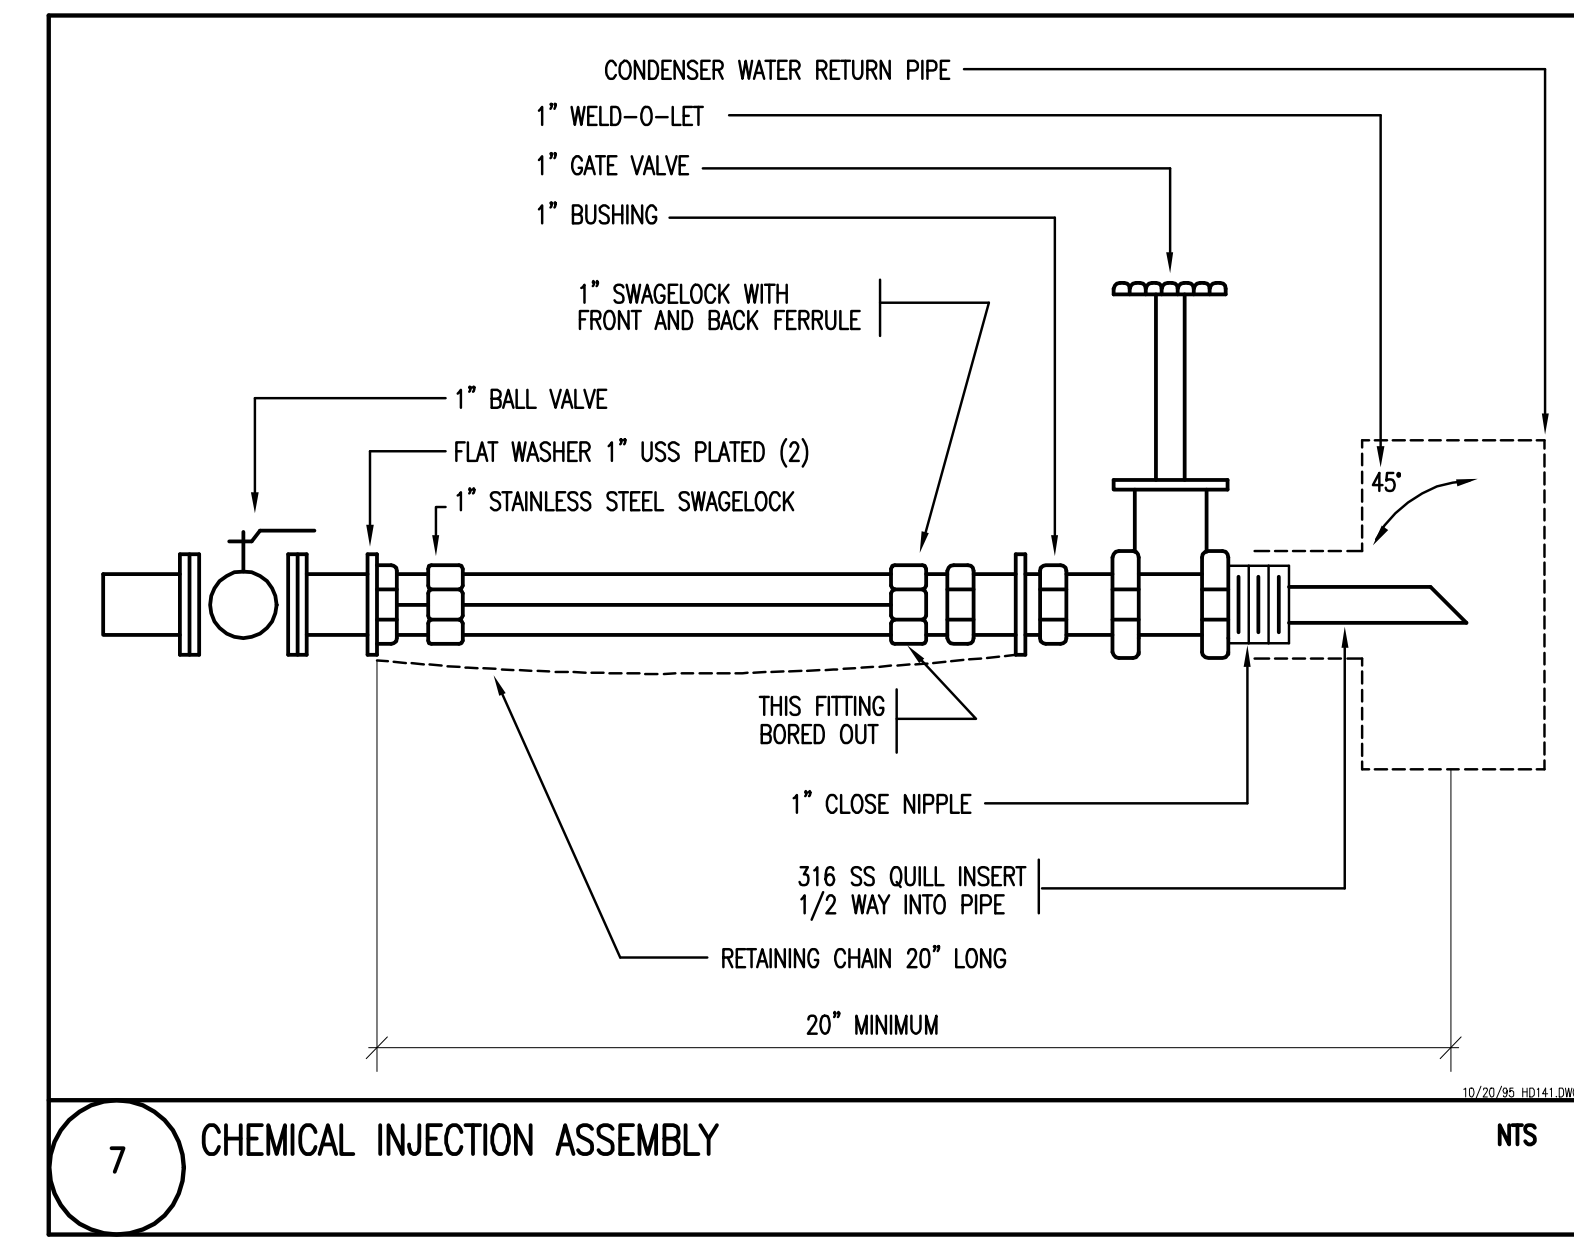 CONDENSER WATER RETURN PIPE
1” WELD-O-LET
1” GATE VALVE
1” BUSHING
1” SWAGELOCK WITH
FRONT AND BACK FERRULE
1” BALL VALVE
FLAT WASHER 1” USS PLATED (2)
1” STAINLESS STEEL SWAGELOCK
45°
THIS FITTING
BORED OUT
1” CLOSE NIPPLE
316 SS QUILL INSERT
1/2 WAY INTO PIPE
RETAINING CHAIN 20” LONG
20” MINIMUM
10/20/95 HD141.DW
7
CHEMICAL INJECTION ASSEMBLY
NTS